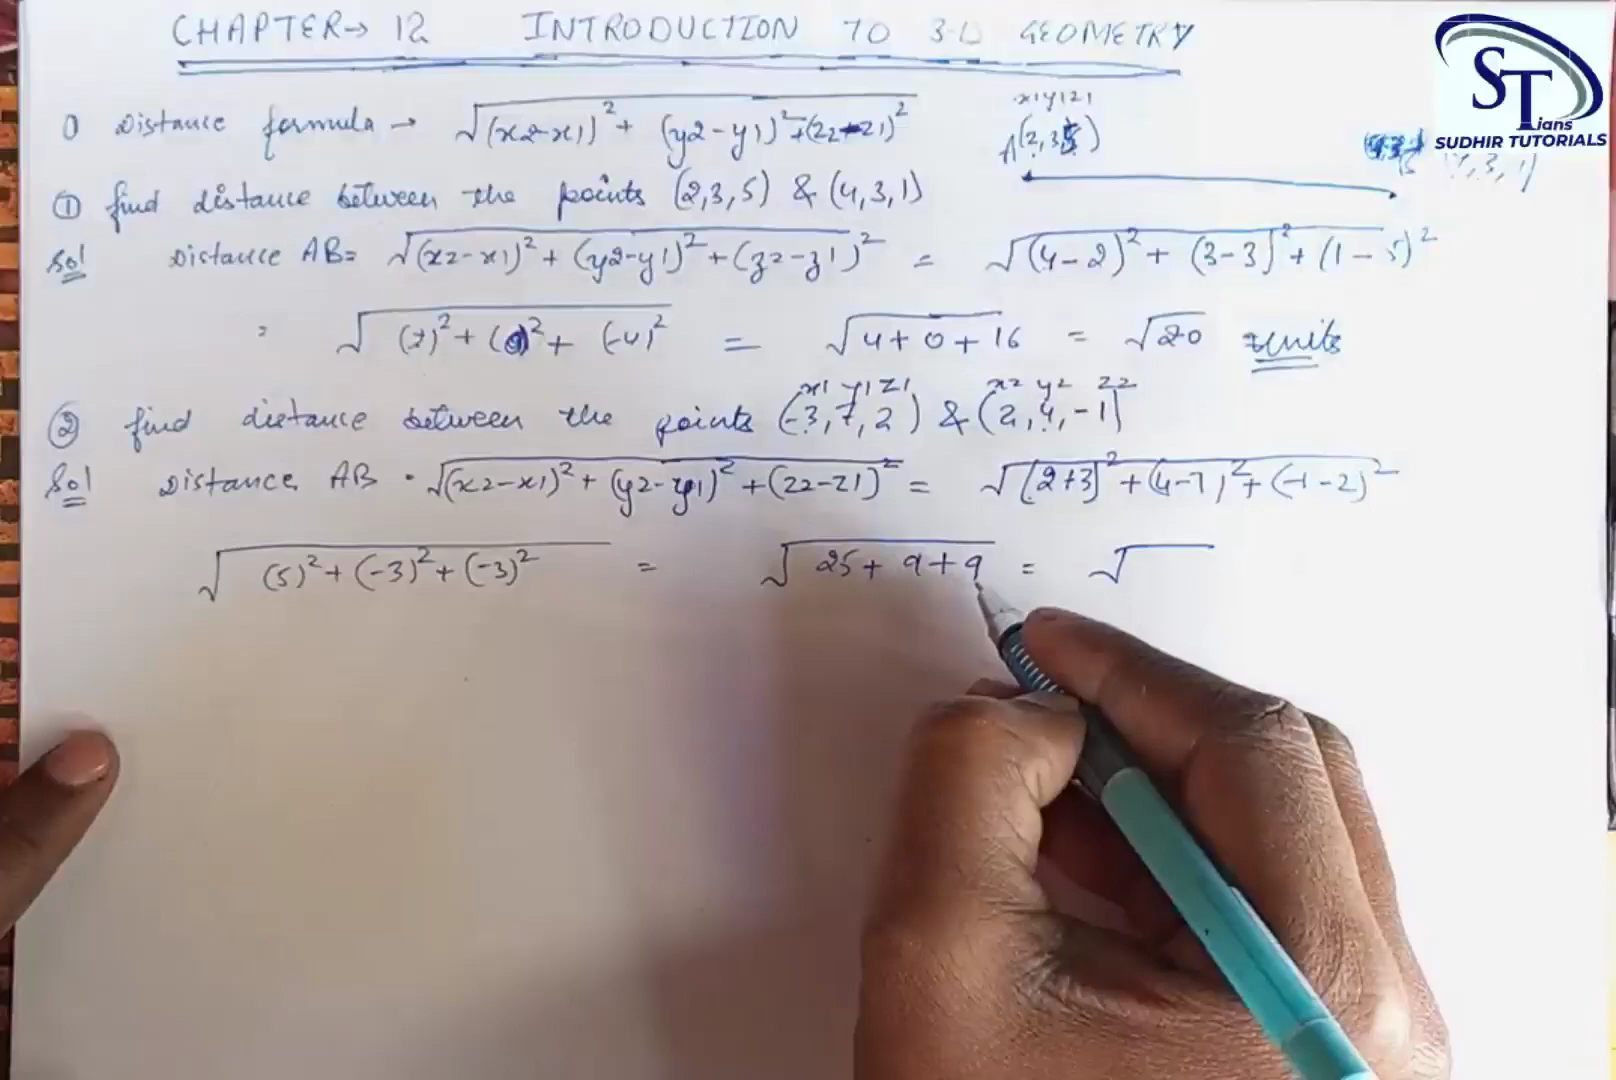 CHAPTER→ 12 INTRODUCTION TO 3-D GEOMETRY
ST ians
SUDHIR TUTORIALS
Distance formula → √(x2-x1)² + (y2-y1)² + (z2-z1)²
x1 y1 z1
A(2,3,5)
① find distance between the points (2,3,5) & (4,3,1)
Sol Distance AB = √(x2-x1)² + (y2-y1)² + (z2-z1)² = √(4-2)² + (3-3)² + (1-5)²
= √(2)² + (0)² + (-4)² = √4+0+16 = √20 units
x1 y1 z1 x2 y2 z2
② find distance between the points (-3,7,2) & (2,4,-1)
Sol Distance AB = √(x2-x1)² + (y2-y1)² + (z2-z1)² = √(2+3)² + (4-7)² + (-1-2)²
√(5)² + (-3)² + (-3)² = √25+9+9 = √